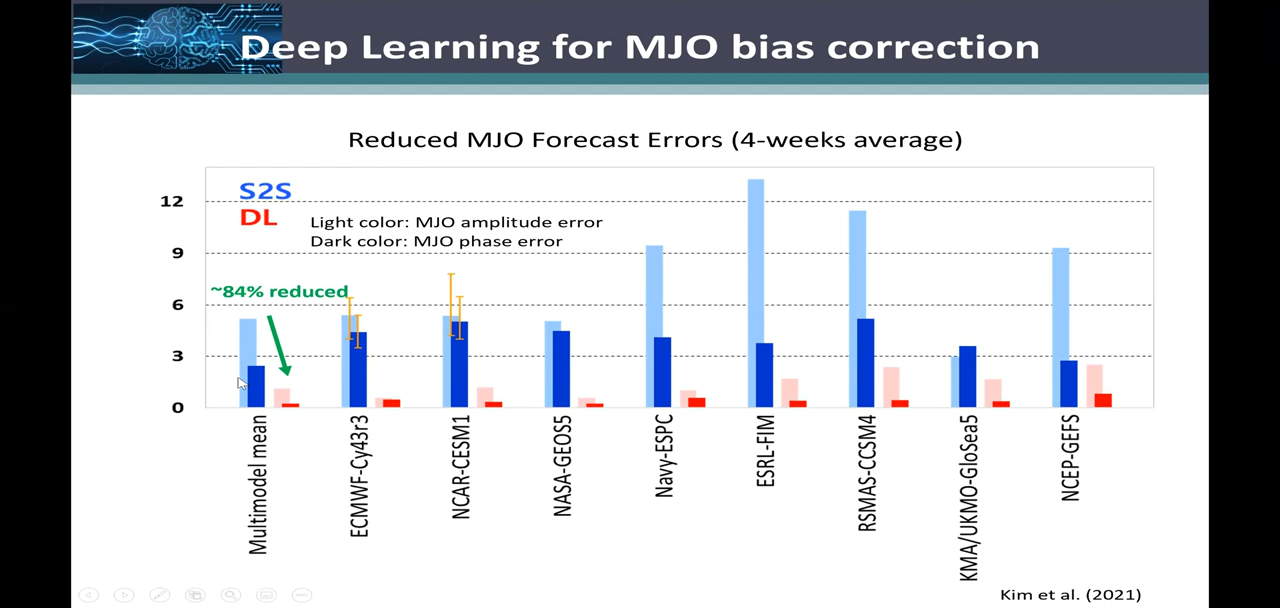 Deep Learning for MJO bias correction
Reduced MJO Forecast Errors (4-weeks average)
S2S
DL
Light color: MJO amplitude error
Dark color: MJO phase error
~84% reduced
12
9
6
3
0
Multimodel mean
ECMWF-Cy43r3
NCAR-CESM1
NASA-GEOS5
Navy-ESPC
ESRL-FIM
RSMAS-CCSM4
KMA/UKMO-GloSea5
NCEP-GEFS
Kim et al. (2021)